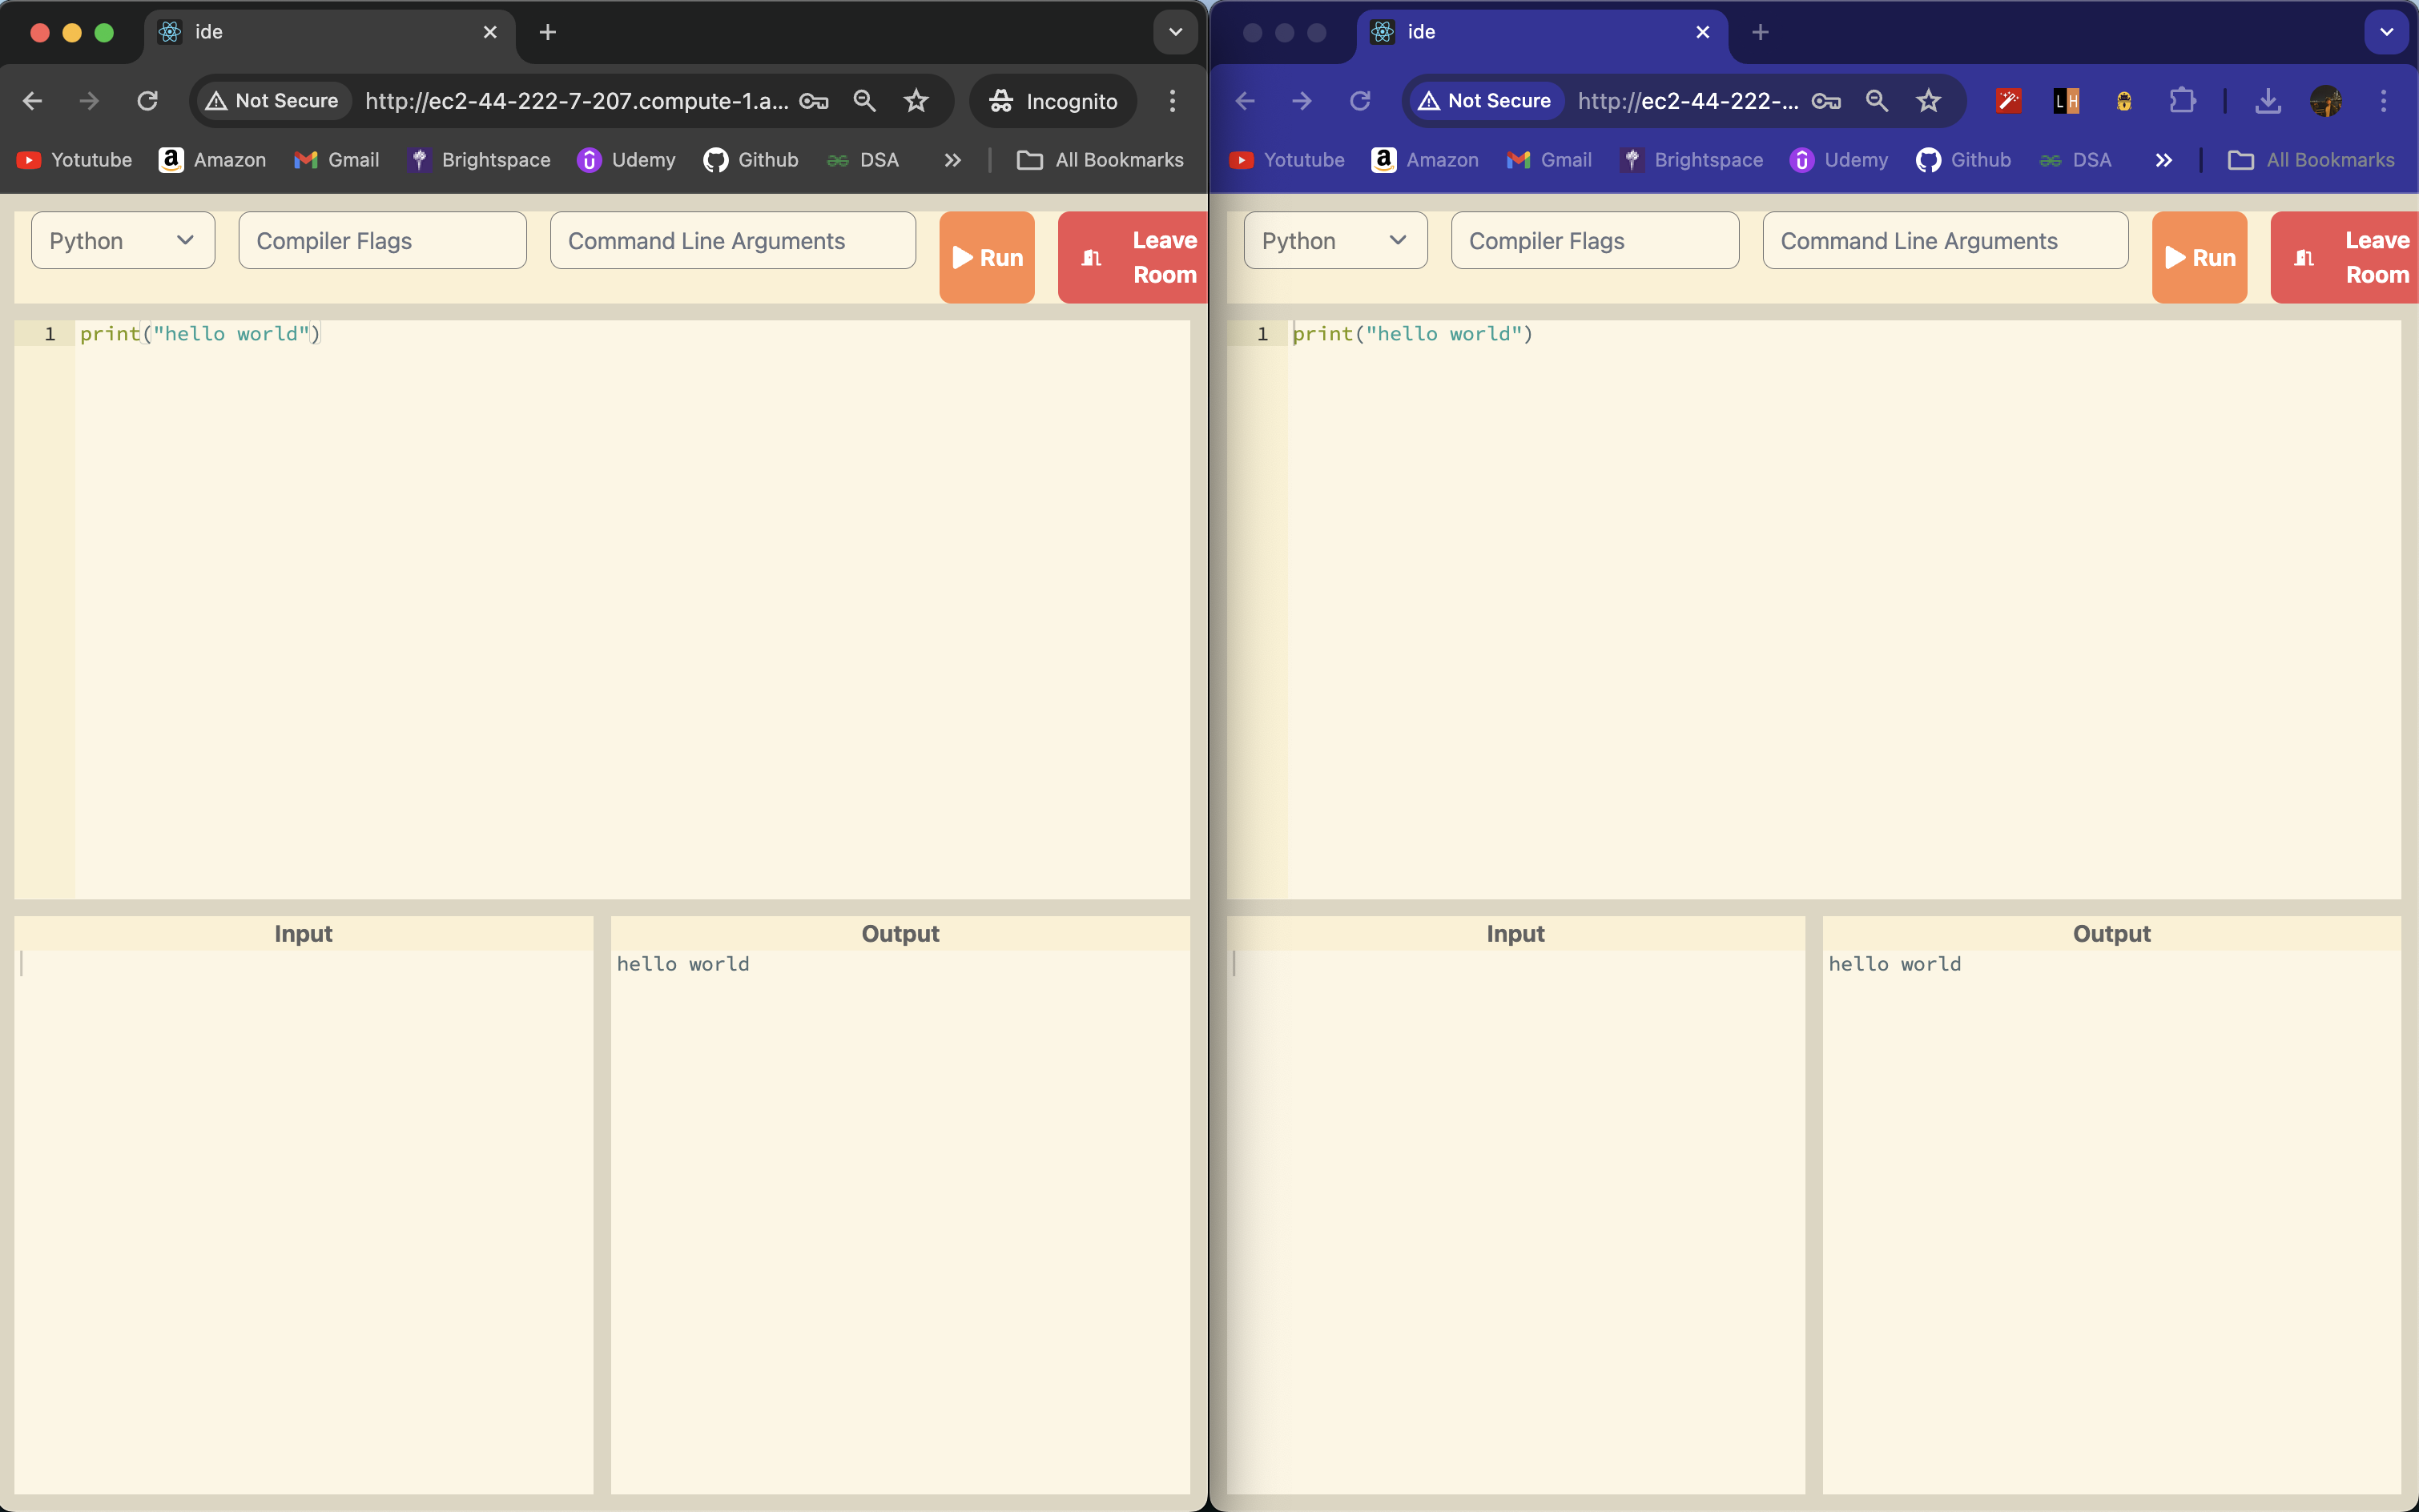 ide
Not Secure http://ec2-44-222-7-207.compute-1.a... Incognito
Yotutube Amazon Gmail Brightspace Udemy Github DSA » All Bookmarks
Python Compiler Flags Command Line Arguments Run Leave Room
1 print("hello world")
Input Output
hello world
ide
Not Secure http://ec2-44-222-... LH
Yotutube Amazon Gmail Brightspace Udemy Github DSA » All Bookmarks
Python Compiler Flags Command Line Arguments Run Leave Room
1 print("hello world")
Input Output
hello world